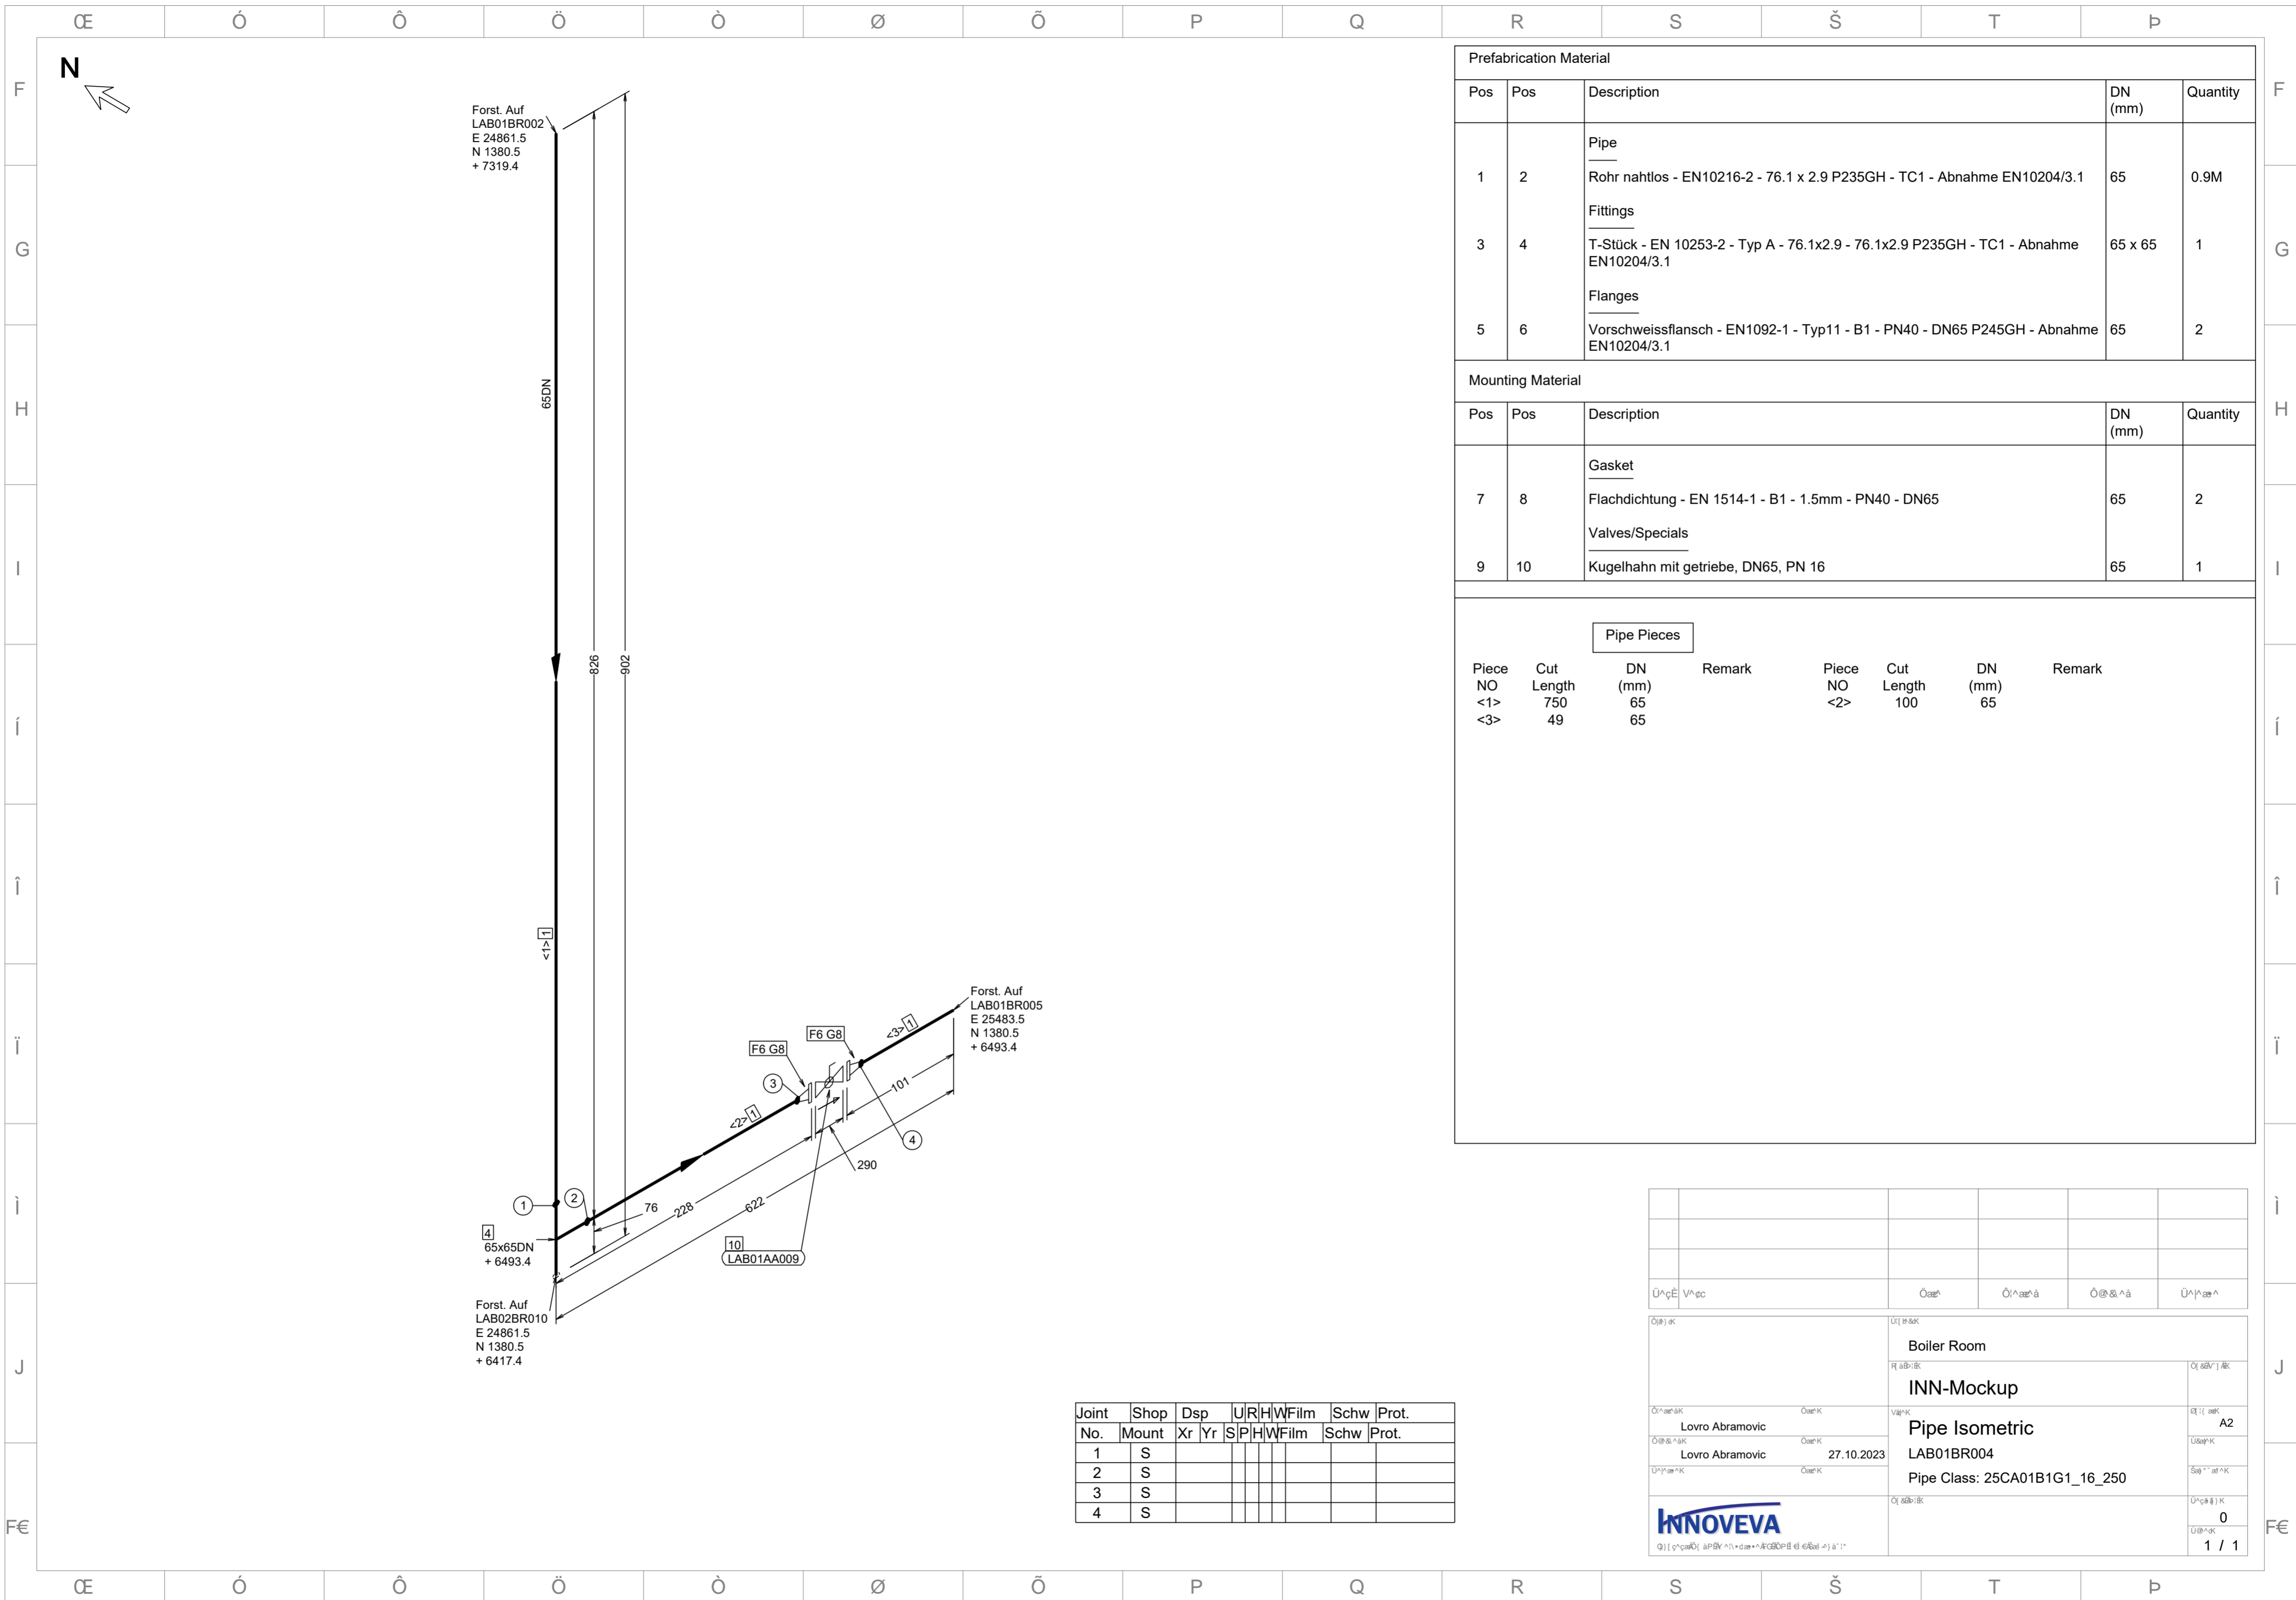 Œ Ó Ô Ö Ò Ø Õ P Q R S Š T Þ
F F
G G
H H
I I
Í Í
Î Î
Ï Ï
Ì Ì
J J
F€ F€
N
Forst. Auf
LAB01BR002
E 24861.5
N 1380.5
+ 7319.4
65DN
826
902
<1> 1
Forst. Auf
LAB01BR005
E 25483.5
N 1380.5
+ 6493.4
<3> 1
F6 G8
F6 G8
3
101
<2> 1
4
290
1
2
76
228
622
4
65x65DN
+ 6493.4
10
LAB01AA009
Forst. Auf
LAB02BR010
E 24861.5
N 1380.5
+ 6417.4
Prefabrication Material
Pos Pos Description DN Quantity
(mm)
Pipe
1 2 Rohr nahtlos - EN10216-2 - 76.1 x 2.9 P235GH - TC1 - Abnahme EN10204/3.1 65 0.9M
Fittings
3 4 T-Stück - EN 10253-2 - Typ A - 76.1x2.9 - 76.1x2.9 P235GH - TC1 - Abnahme 65 x 65 1
EN10204/3.1
Flanges
5 6 Vorschweissflansch - EN1092-1 - Typ11 - B1 - PN40 - DN65 P245GH - Abnahme 65 2
EN10204/3.1
Mounting Material
Pos Pos Description DN Quantity
(mm)
Gasket
7 8 Flachdichtung - EN 1514-1 - B1 - 1.5mm - PN40 - DN65 65 2
Valves/Specials
9 10 Kugelhahn mit getriebe, DN65, PN 16 65 1
Pipe Pieces
Piece Cut DN Remark Piece Cut DN Remark
NO Length (mm) NO Length (mm)
<1> 750 65 <2> 100 65
<3> 49 65
Joint Shop Dsp U R H W Film Schw Prot.
No. Mount Xr Yr S P H W Film Schw Prot.
1 S
2 S
3 S
4 S
Boiler Room
INN-Mockup
Lovro Abramovic
Pipe Isometric
A2
Lovro Abramovic 27.10.2023
LAB01BR004
Pipe Class: 25CA01B1G1_16_250
INNOVEVA
0
1 / 1
Œ Ó Ô Ö Ò Ø Õ P Q R S Š T Þ